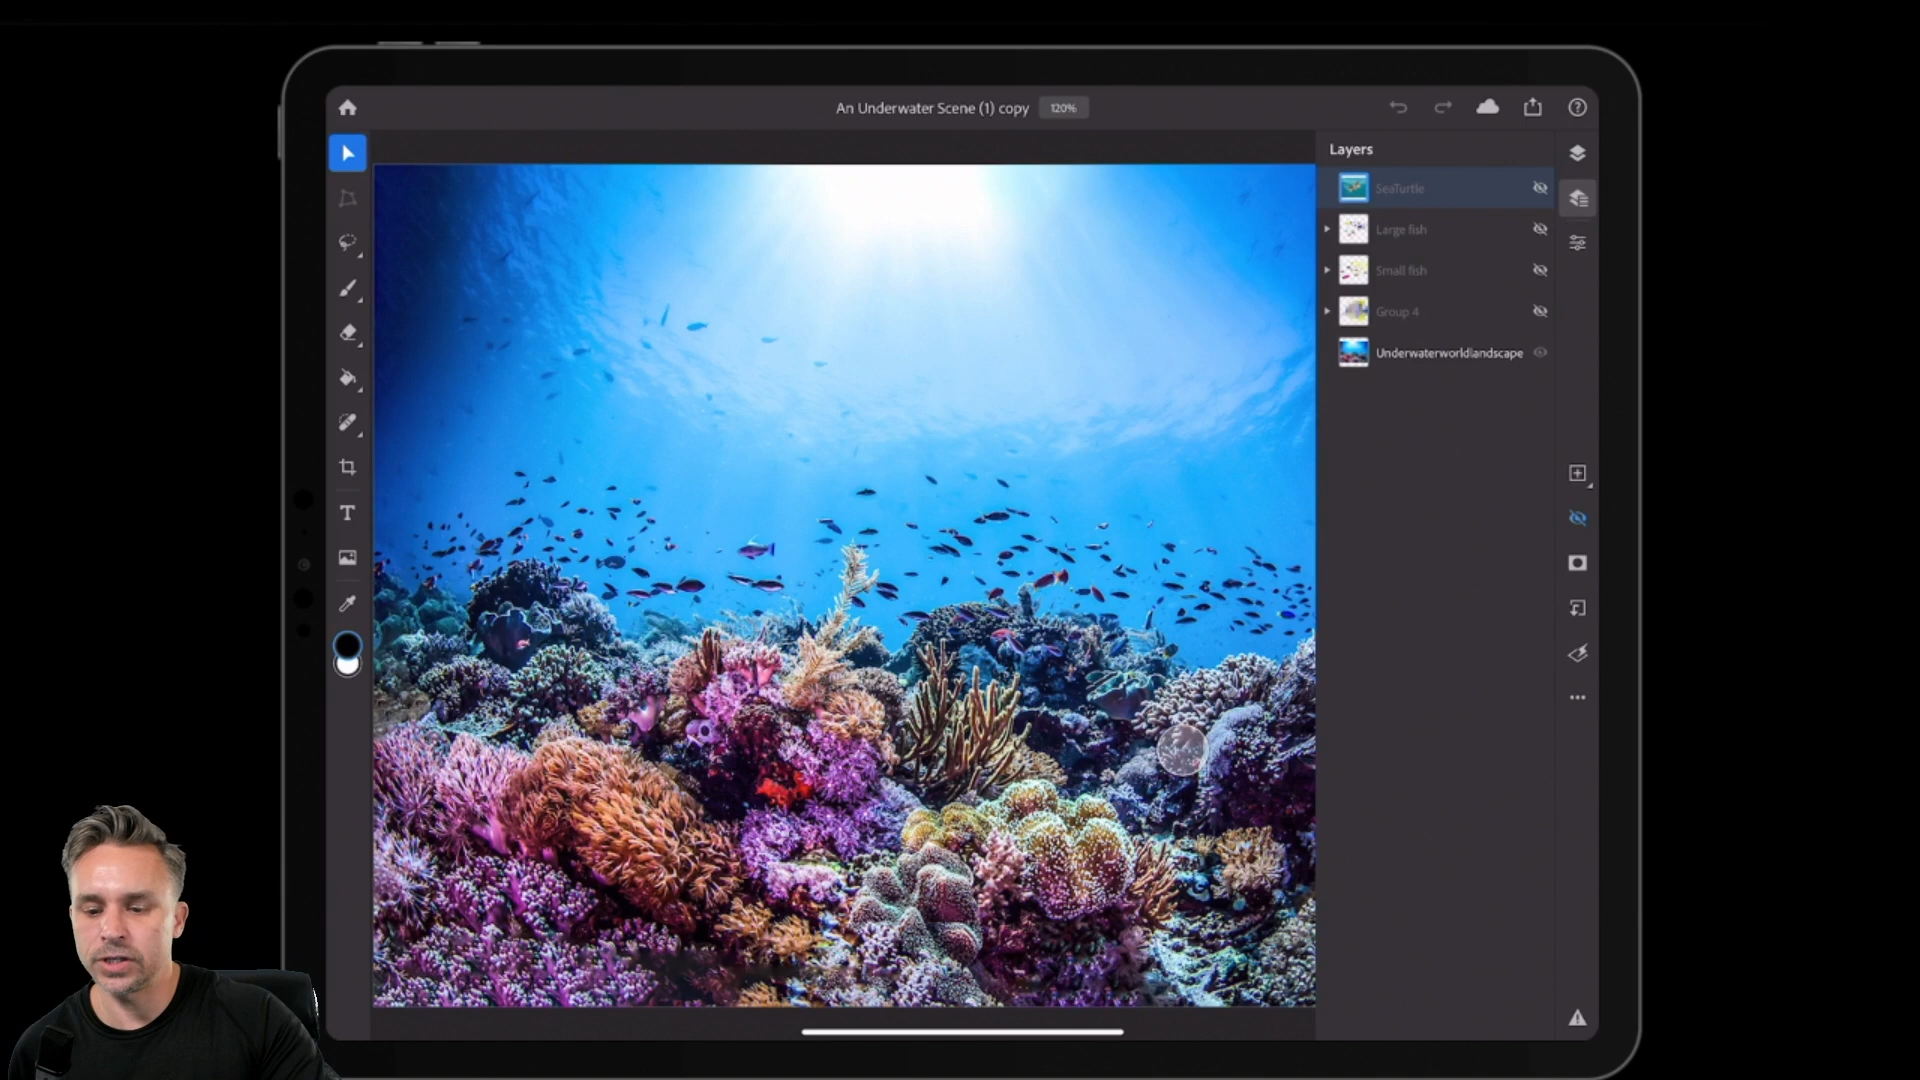 An Underwater Scene (1) copy 120%
Layers
SeaTurtle
Large fish
Small fish
Group 4
Underwaterworldlandscape